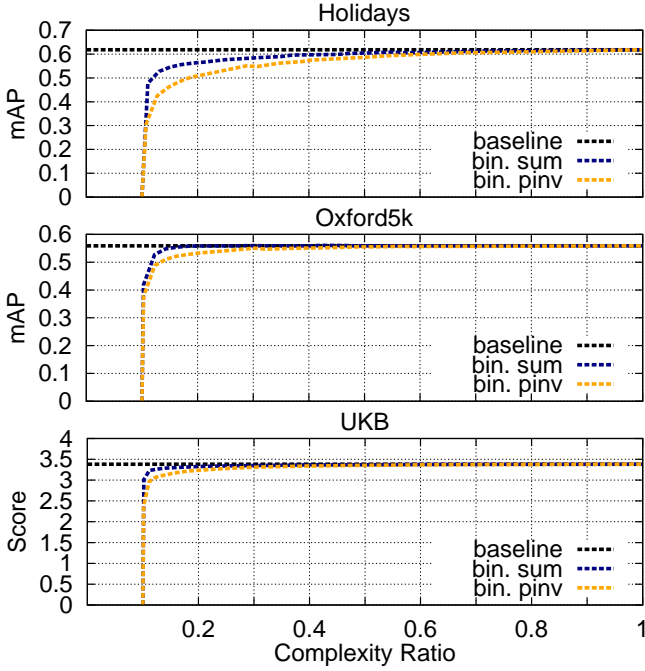 Holidays
0.7
0.6
0.5
0.4
0.3
0.2
0.1
0
mAP
baseline
bin. sum
bin. pinv
Oxford5k
0.6
0.5
0.4
0.3
0.2
0.1
0
mAP
baseline
bin. sum
bin. pinv
UKB
4
3.5
3
2.5
2
1.5
1
0.5
0
Score
baseline
bin. sum
bin. pinv
0.2 0.4 0.6 0.8 1
Complexity Ratio